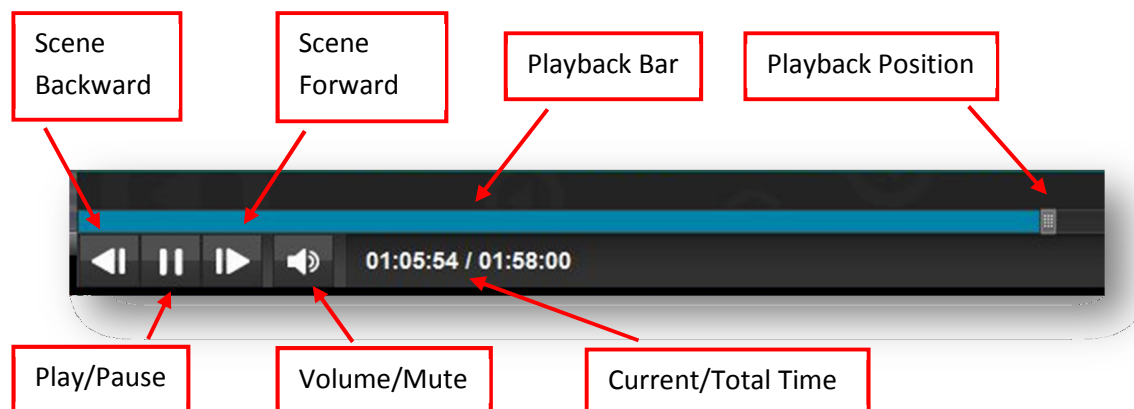 Scene
Backward
Scene
Forward
Playback Bar
Playback Position
01:05:54 / 01:58:00
Play/Pause
Volume/Mute
Current/Total Time